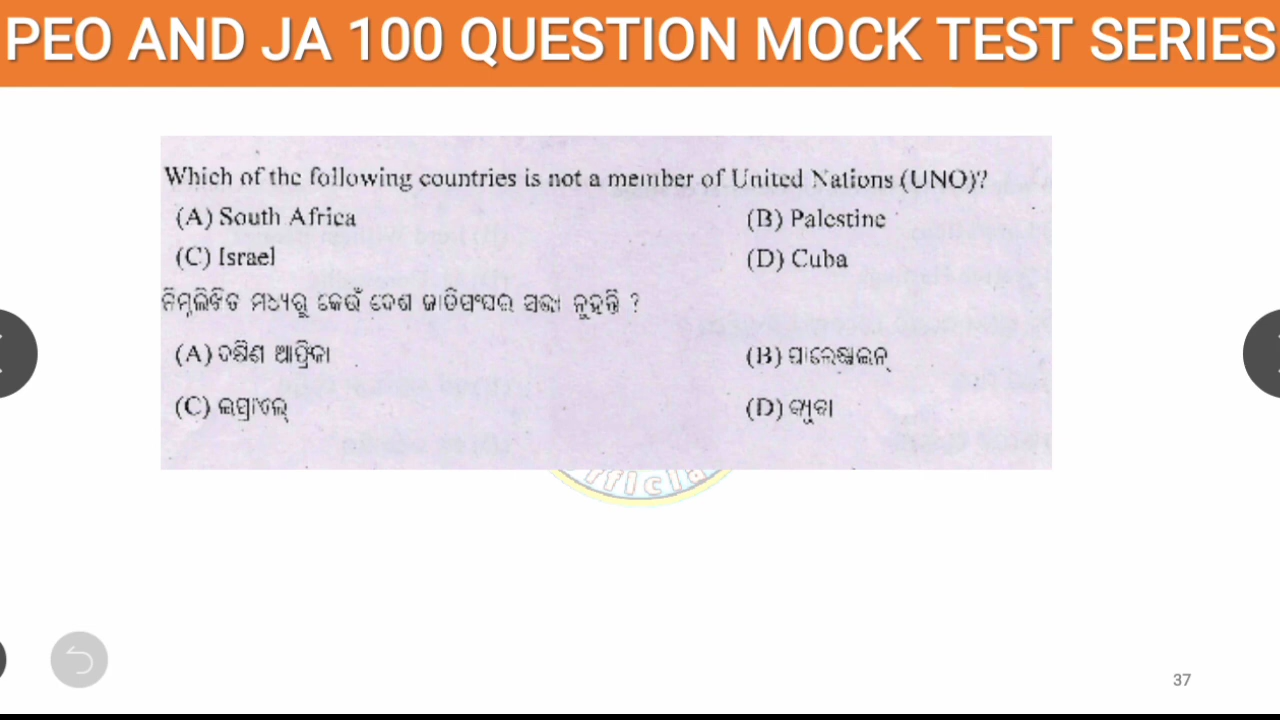 PEO AND JA 100 QUESTION MOCK TEST SERIES
Which of the following countries is not a member of United Nations (UNO)?
(A) South Africa (B) Palestine
(C) Israel (D) Cuba
ନିମ୍ନଲିଖିତ ମଧ୍ୟରୁ କେଉଁ ଦେଶ ଜାତିସଂଘର ସଭ୍ୟ ନୁହନ୍ତି ?
(A) ଦକ୍ଷିଣ ଆଫ୍ରିକା (B) ପାଲେଷ୍ଟାଇନ୍
(C) ଇସ୍ରାଏଲ୍ (D) କ୍ୟୁବା
37